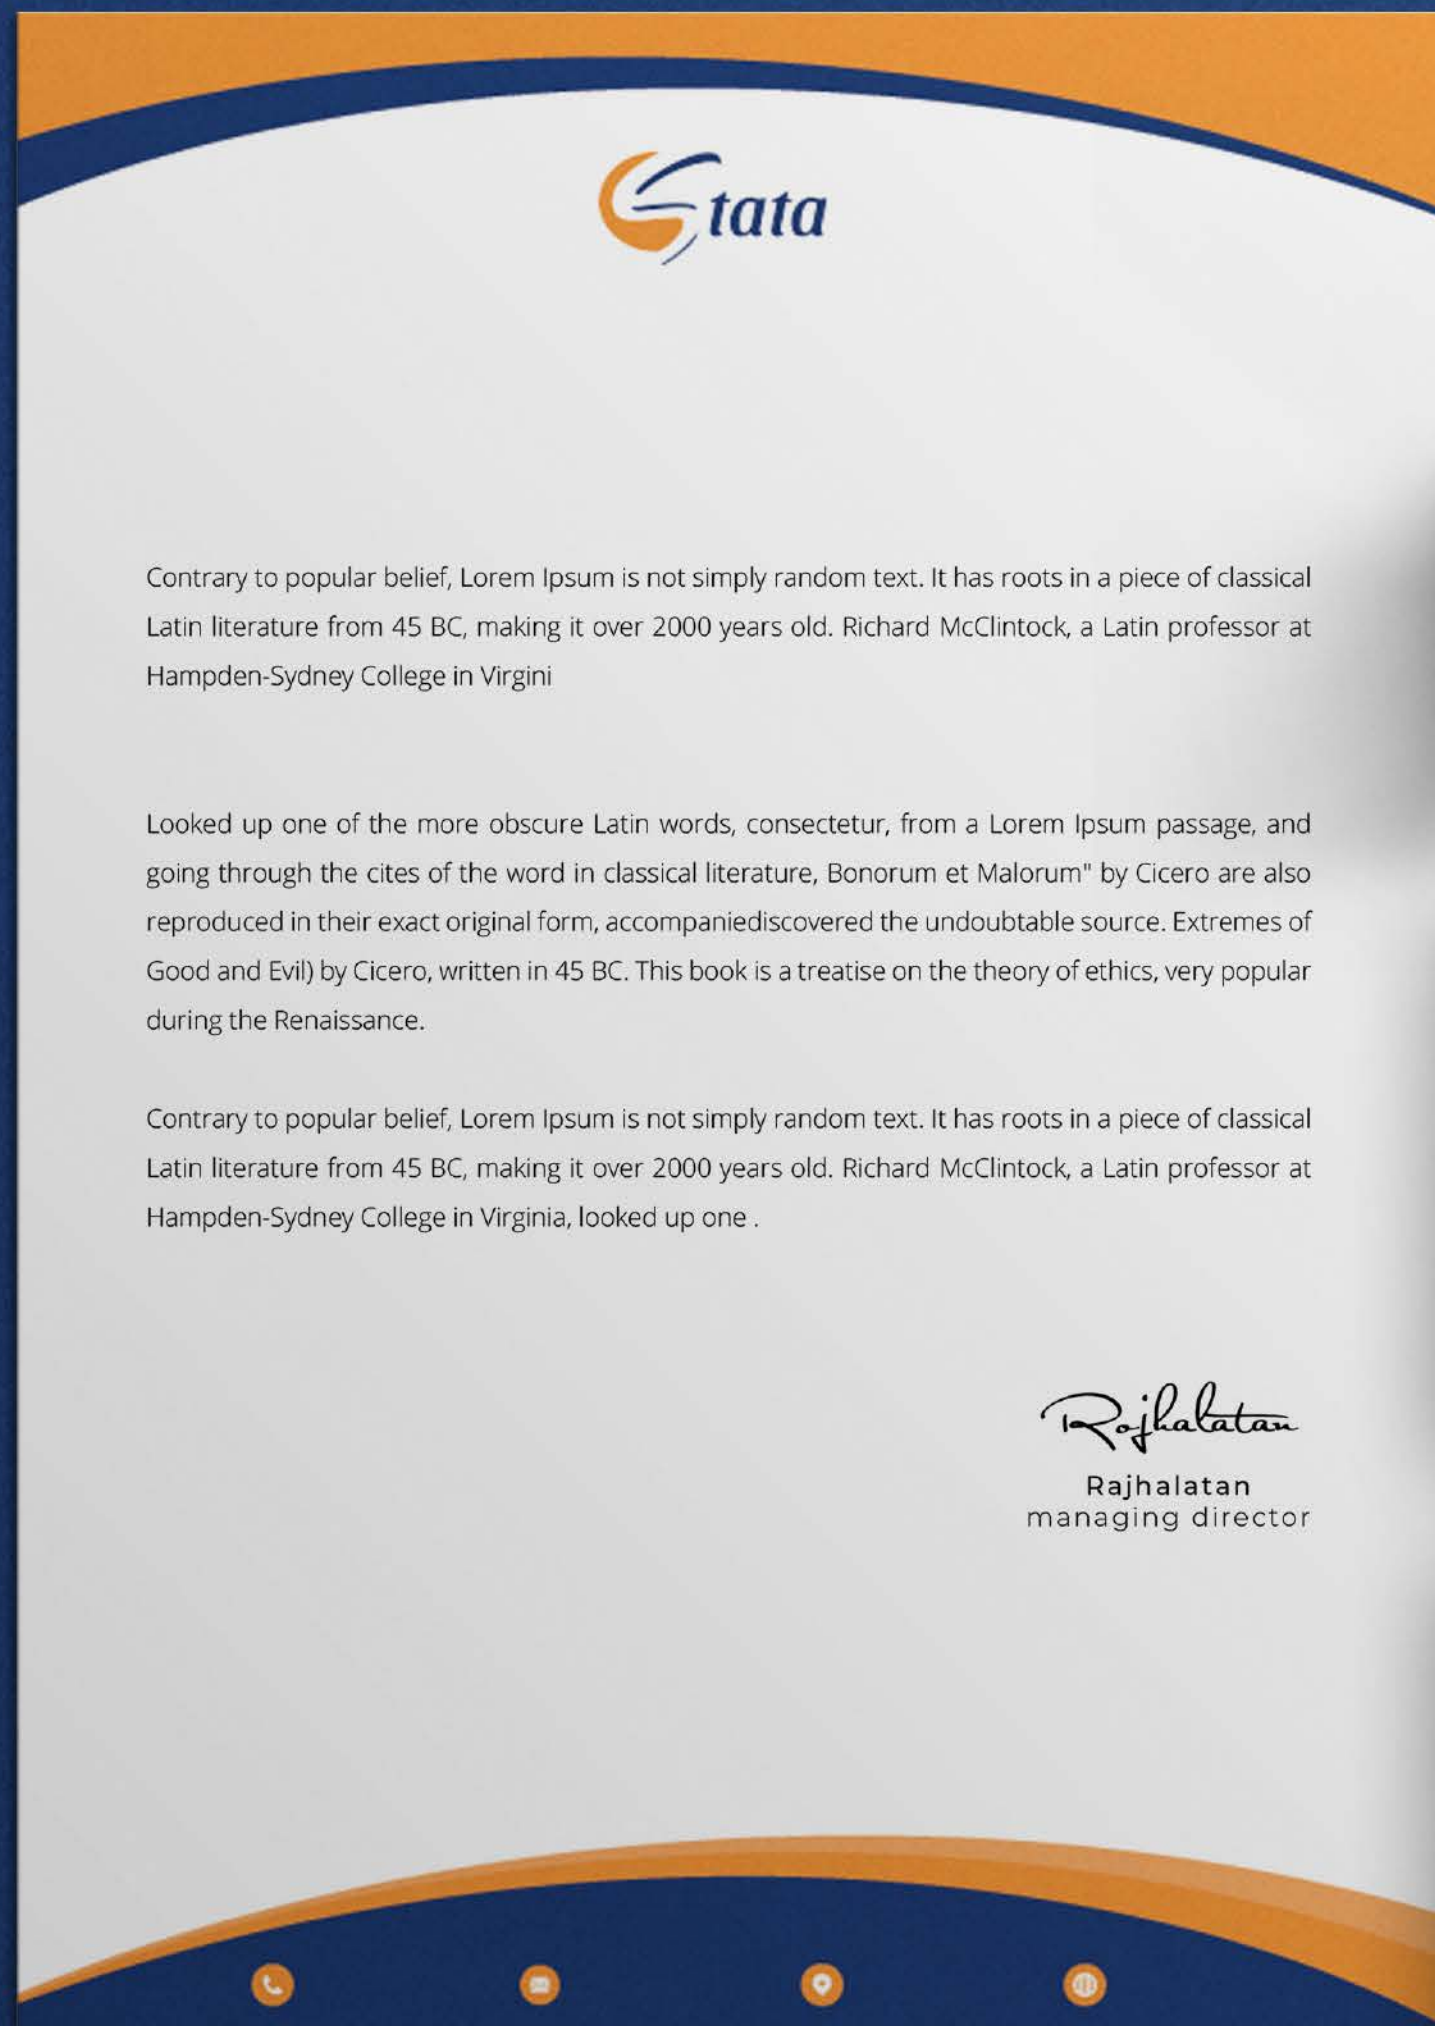 Stata
Contrary to popular belief, Lorem Ipsum is not simply random text. It has roots in a piece of classical
Latin literature from 45 BC, making it over 2000 years old. Richard McClintock, a Latin professor at
Hampden-Sydney College in Virgini
Looked up one of the more obscure Latin words, consectetur, from a Lorem Ipsum passage, and
going through the cites of the word in classical literature, Bonorum et Malorum" by Cicero are also
reproduced in their exact original form, accompaniediscovered the undoubtable source. Extremes of
Good and Evil) by Cicero, written in 45 BC. This book is a treatise on the theory of ethics, very popular
during the Renaissance.
Contrary to popular belief, Lorem Ipsum is not simply random text. It has roots in a piece of classical
Latin literature from 45 BC, making it over 2000 years old. Richard McClintock, a Latin professor at
Hampden-Sydney College in Virginia, looked up one .
Rajhalatan
Rajhalatan
managing director